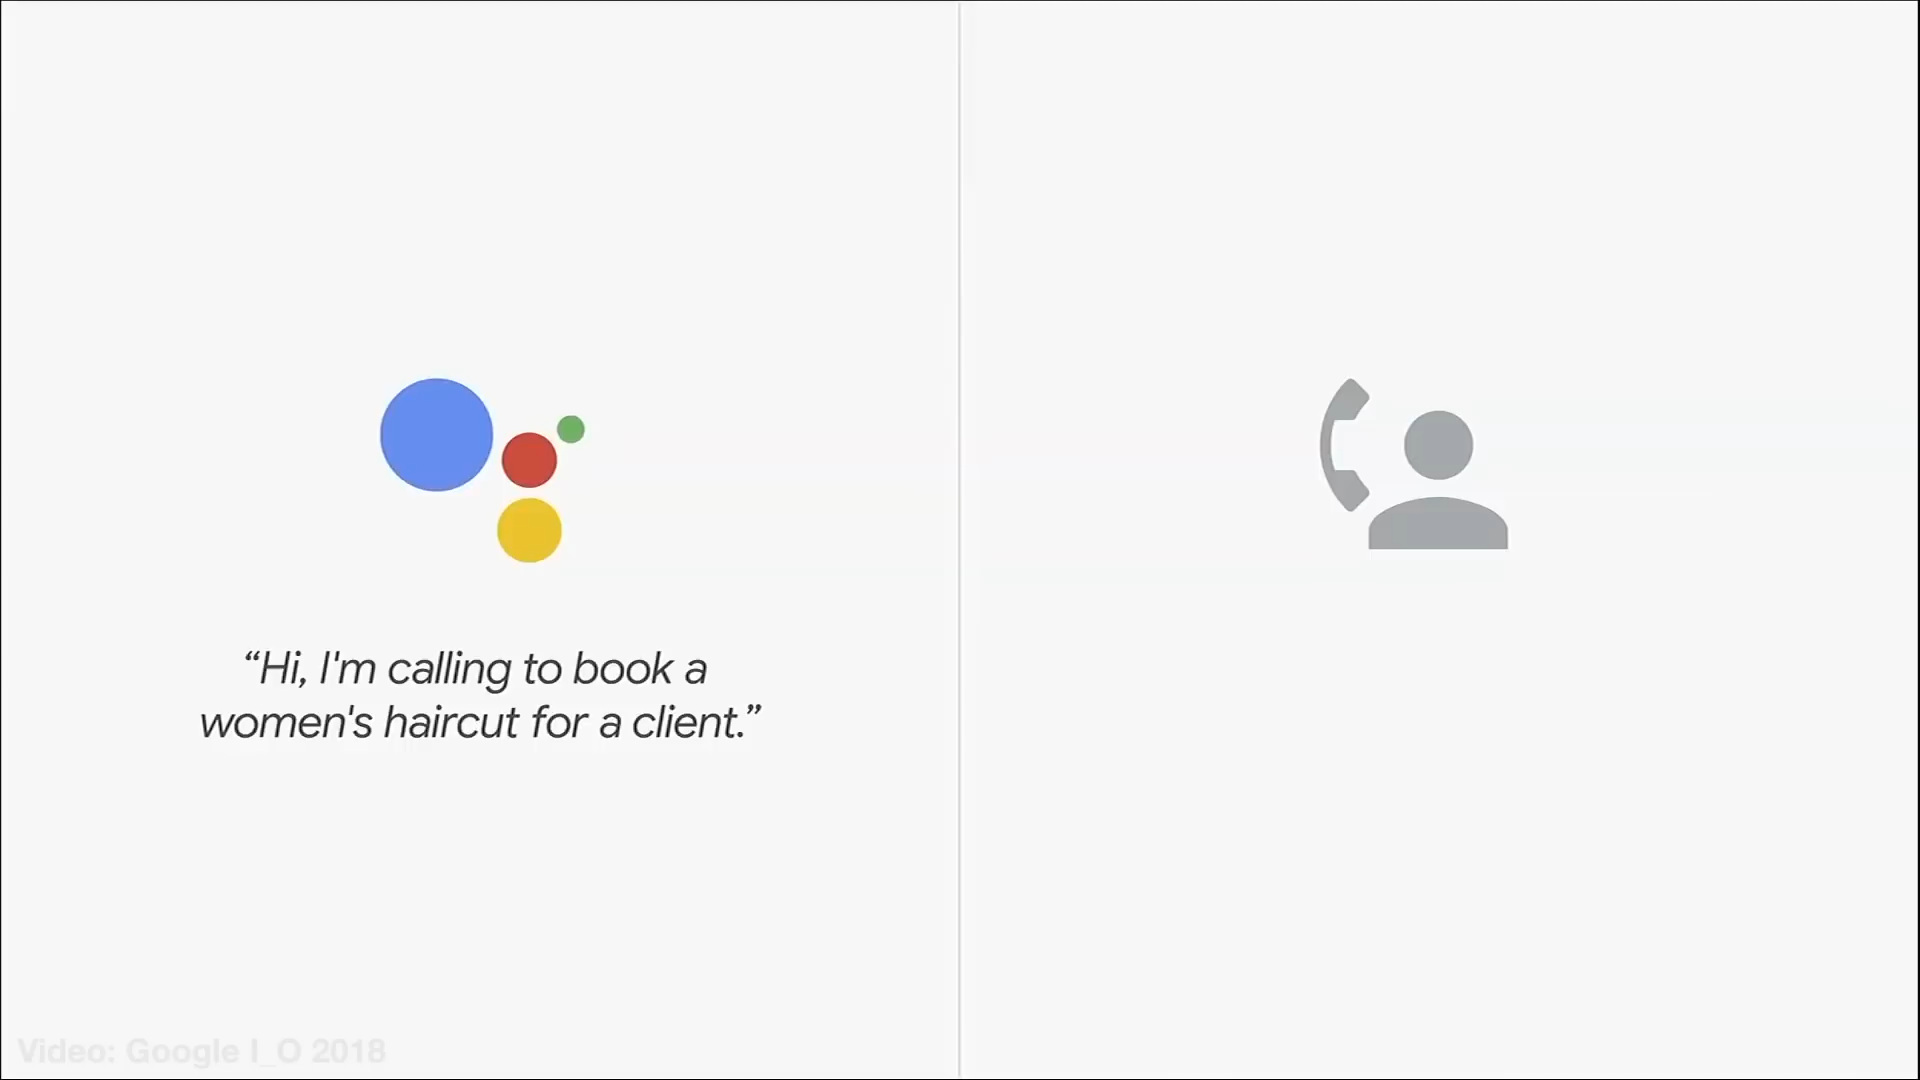 “Hi, I'm calling to book a
women's haircut for a client.”
Video: Google I_O 2018